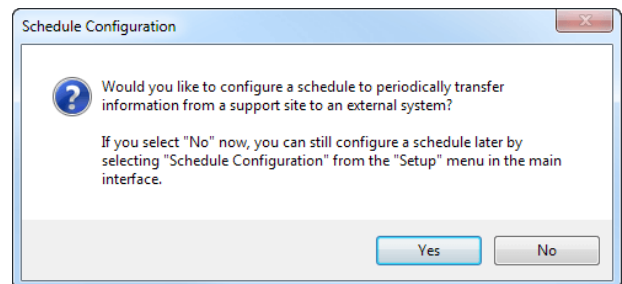 Schedule Configuration
Would you like to configure a schedule to periodically transfer
information from a support site to an external system?
If you select "No" now, you can still configure a schedule later by
selecting "Schedule Configuration" from the "Setup" menu in the main
interface.
Yes
No